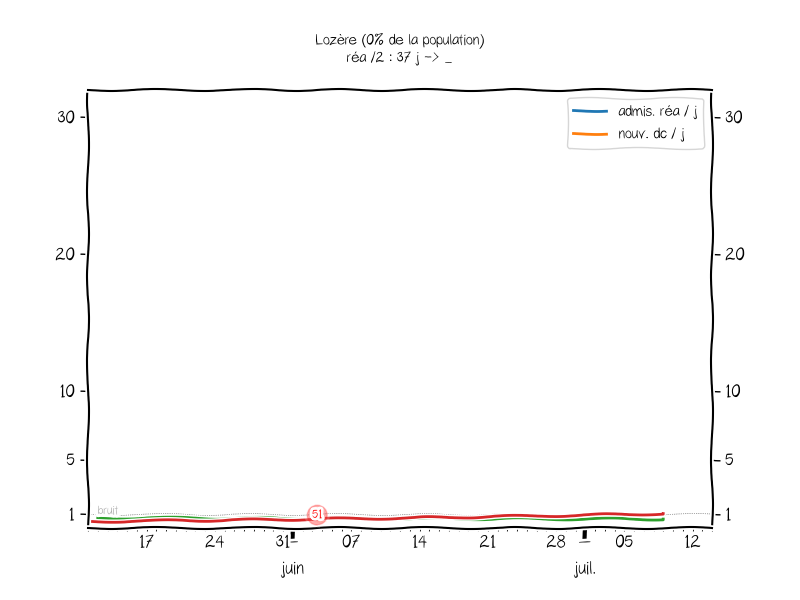 Lozère (0% de la population)
réa /2 : 37 j -> _
admis. réa / j
nouv. dc / j
30
30
20
20
10
10
5
5
bruit
51
1
1
17 24 31 07 14 21 28 05 12
juin juil.